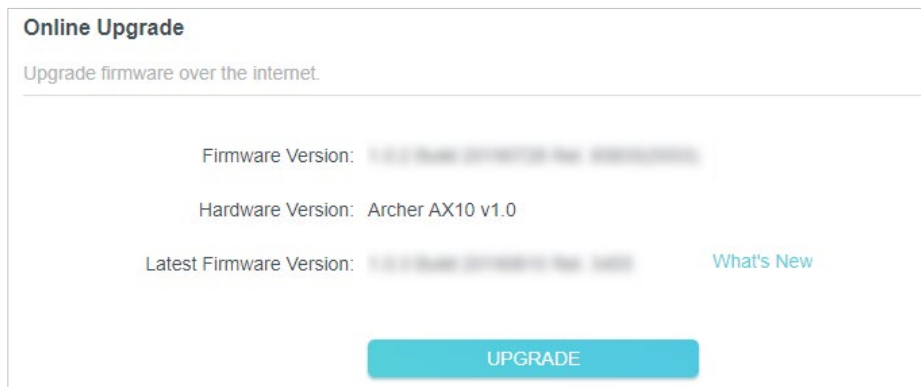 Online Upgrade
Upgrade firmware over the internet.
Firmware Version:
Hardware Version: Archer AX10 v1.0
Latest Firmware Version: What's New
UPGRADE